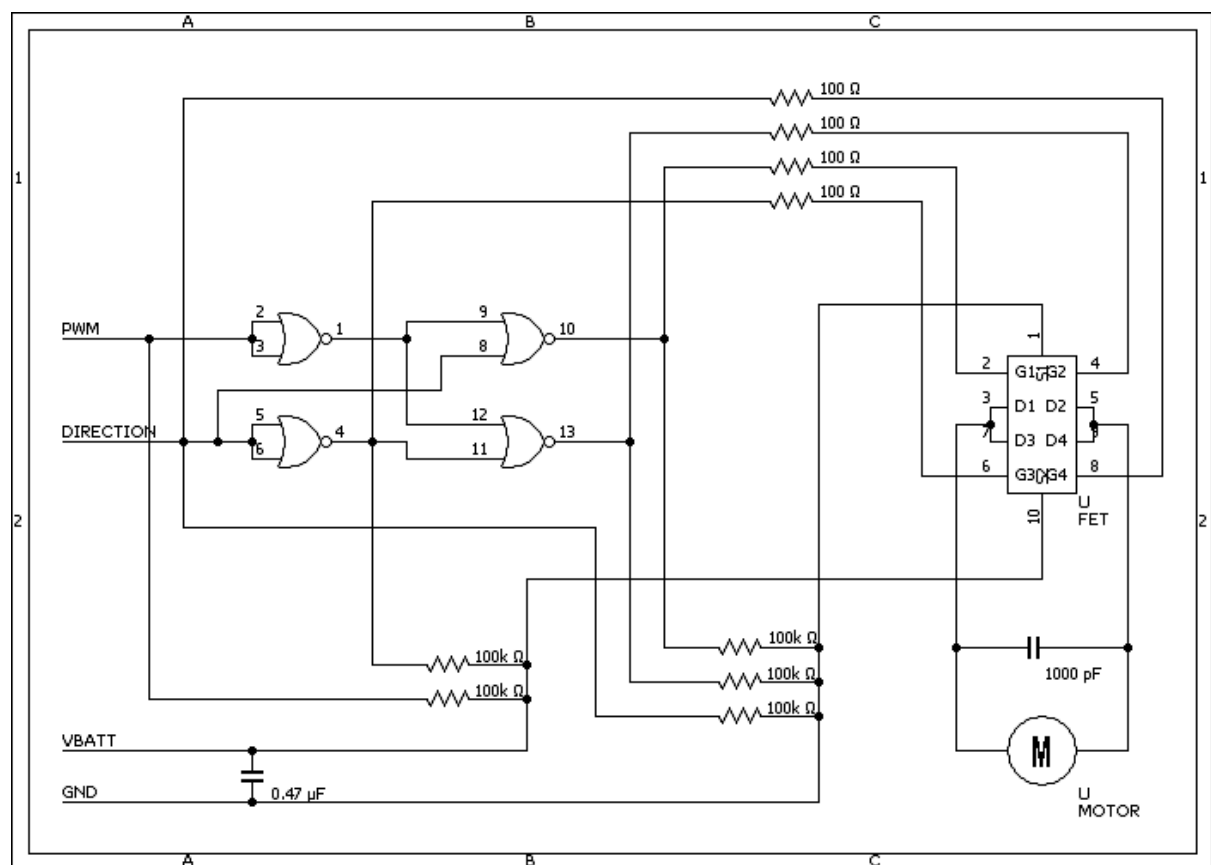 A B C
100 Ω
100 Ω
1 1
100 Ω
100 Ω
2 9
PWM 1 10 1
3 8
2 G1 G2 4
3 D1 D2 5
5 12
DIRECTION 4 13
6 11
7 D3 D4
6 G3 G4 8
U
2 10 FET 2
100k Ω 100k Ω
100k Ω 100k Ω
1000 pF
100k Ω
VBATT
M
GND 0.47 µF
U
MOTOR
A B C